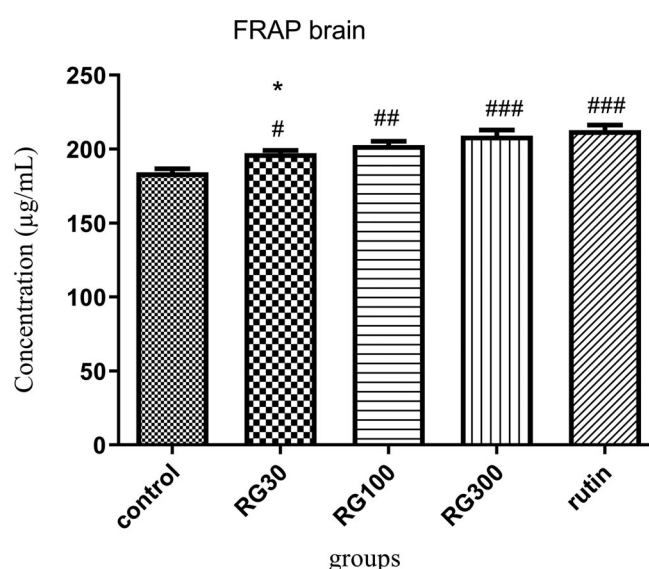 FRAP brain
Concentration (µg/mL)
250
200
150
100
50
0
*
#
##
###
###
control
RG30
RG100
RG300
rutin
groups